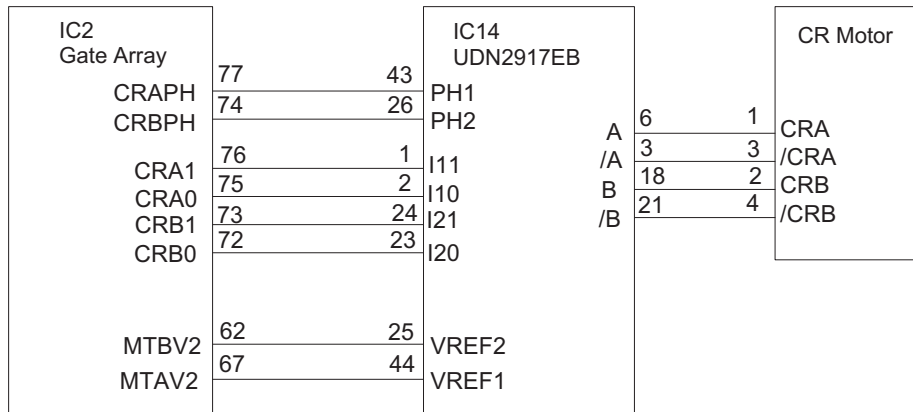 IC2
Gate Array
IC14
UDN2917EB
CR Motor
CRAPH 77 43 PH1
CRBPH 74 26 PH2
A 6 1 CRA
/A 3 3 /CRA
CRA1 76 1 I11
B 18 2 CRB
CRA0 75 2 I10
/B 21 4 /CRB
CRB1 73 24 I21
CRB0 72 23 I20
MTBV2 62 25 VREF2
MTAV2 67 44 VREF1